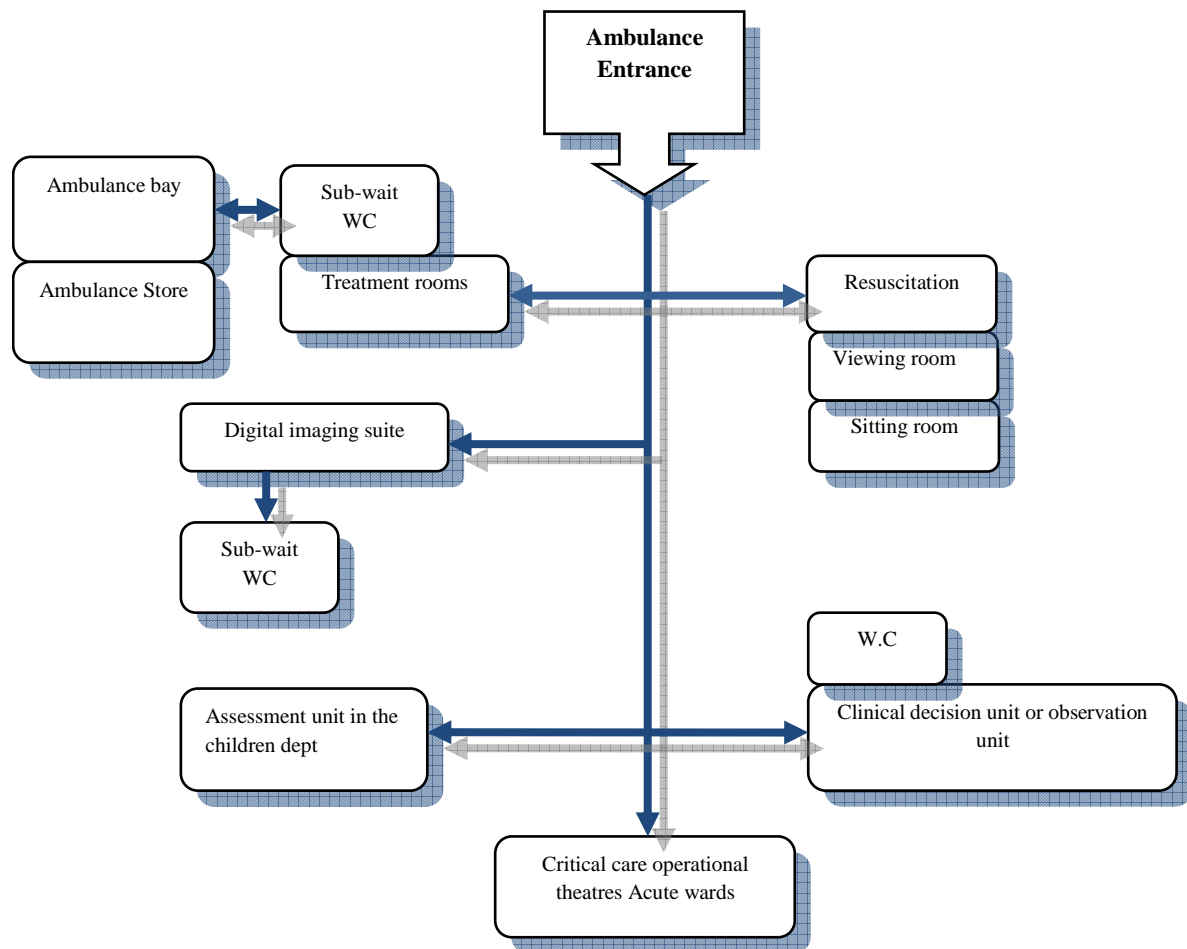 Ambulance
Entrance
Ambulance bay
Sub-wait
WC
Ambulance Store
Treatment rooms
Resuscitation
Viewing room
Sitting room
Digital imaging suite
Sub-wait
WC
W.C
Assessment unit in the
children dept
Clinical decision unit or observation
unit
Critical care operational
theatres Acute wards